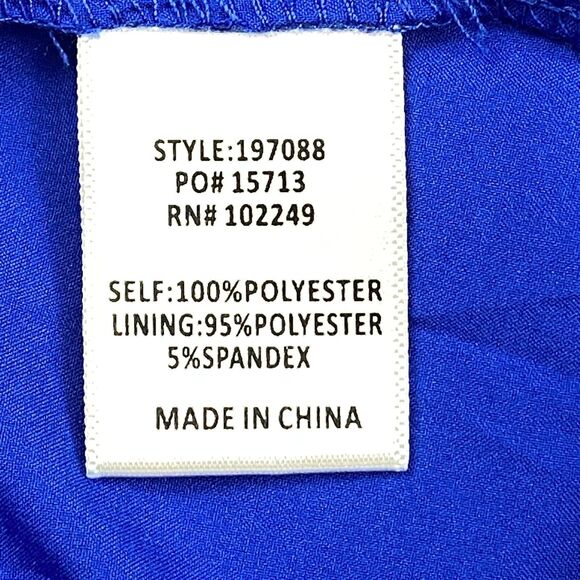 STYLE:197088
PO# 15713
RN# 102249
SELF:100%POLYESTER
LINING:95%POLYESTER
5%SPANDEX
MADE IN CHINA